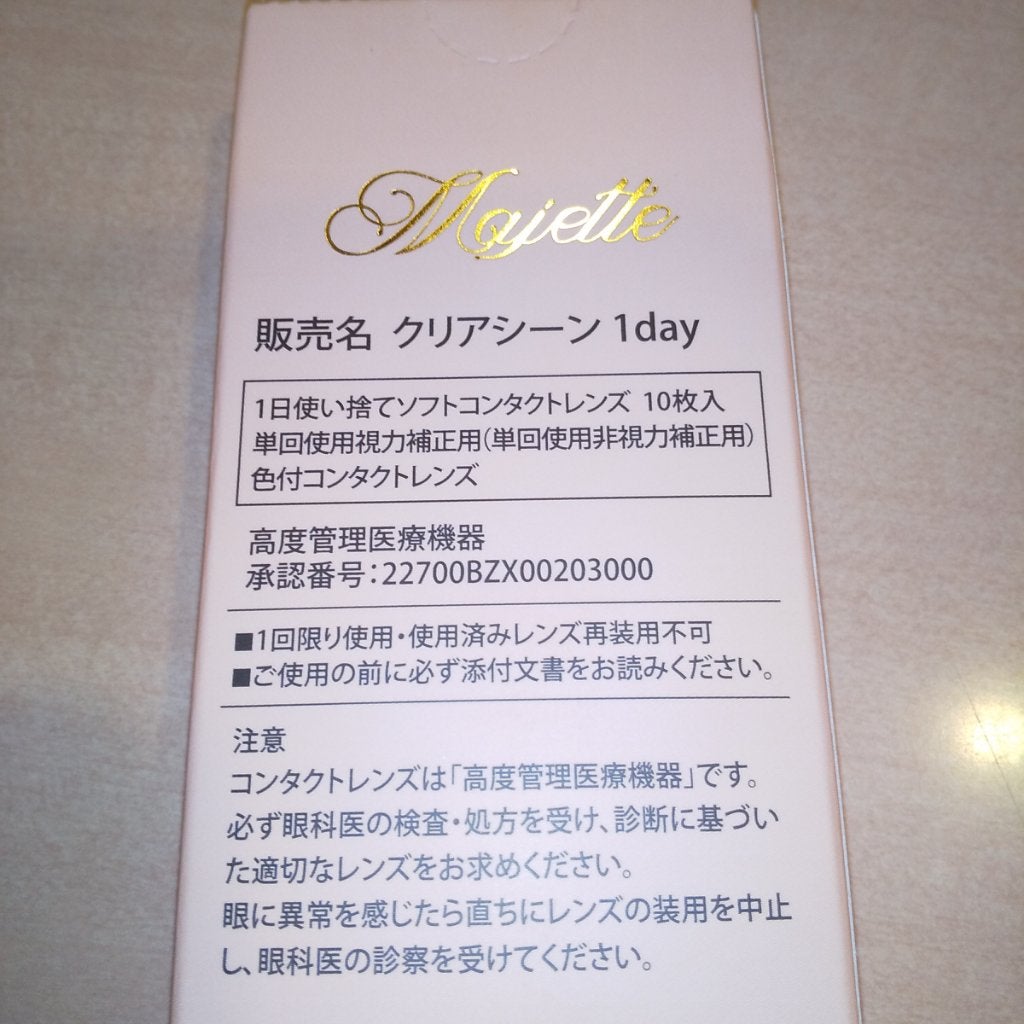 Majette
販売名 クリアシーン 1day
1日使い捨てソフトコンタクトレンズ 10枚入
単回使用視力補正用(単回使用非視力補正用)
色付コンタクトレンズ
高度管理医療機器
承認番号:22700BZX00203000
■1回限り使用・使用済みレンズ再装用不可
■ご使用の前に必ず添付文書をお読みください。
注意
コンタクトレンズは「高度管理医療機器」です。
必ず眼科医の検査・処方を受け、診断に基づい
た適切なレンズをお求めください。
眼に異常を感じたら直ちにレンズの装用を中止
し、眼科医の診察を受けてください。